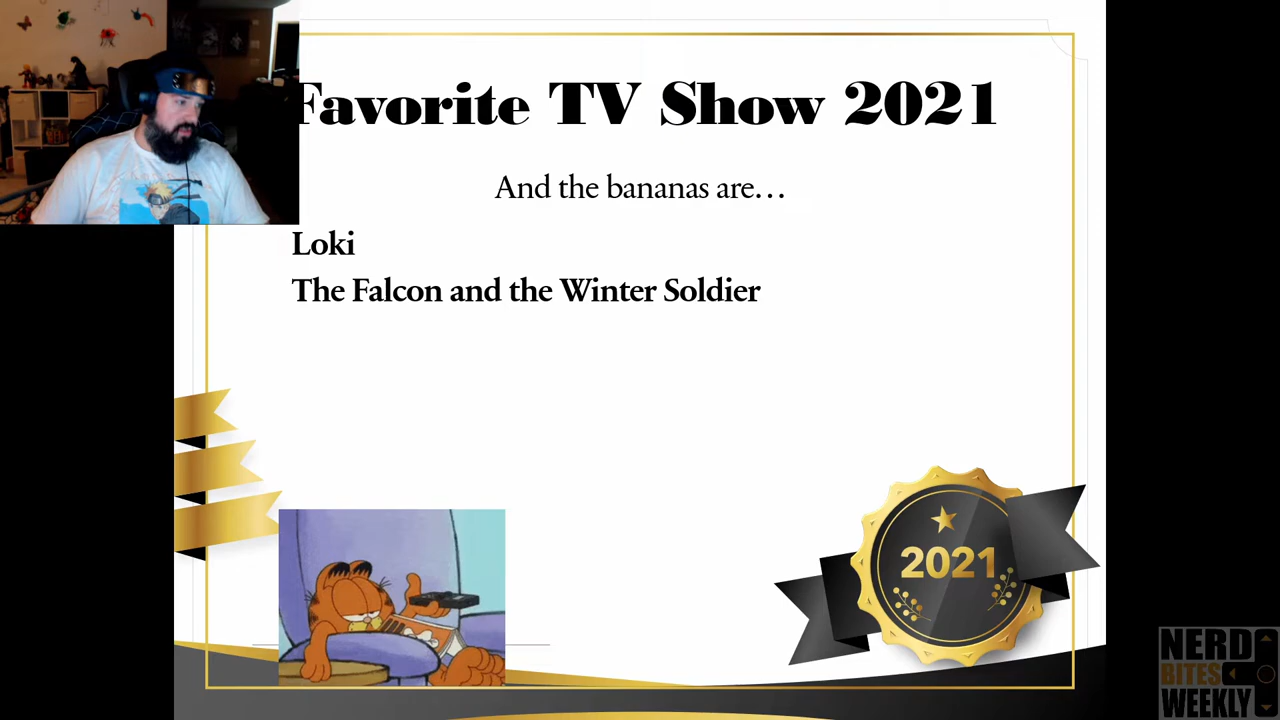 Favorite TV Show 2021
And the bananas are...
Loki
The Falcon and the Winter Soldier
2021
NERD
BITES
WEEKLY